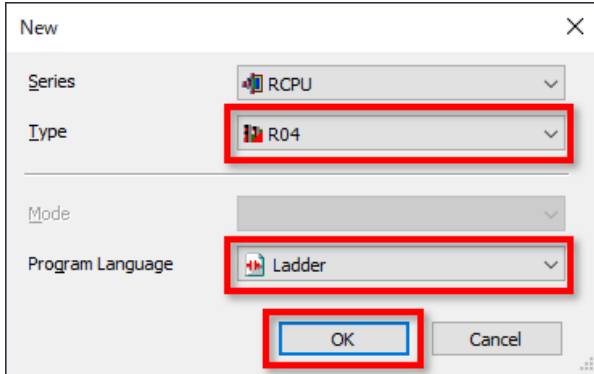 New
Series RCPU
Type R04
Mode
Program Language Ladder
OK Cancel